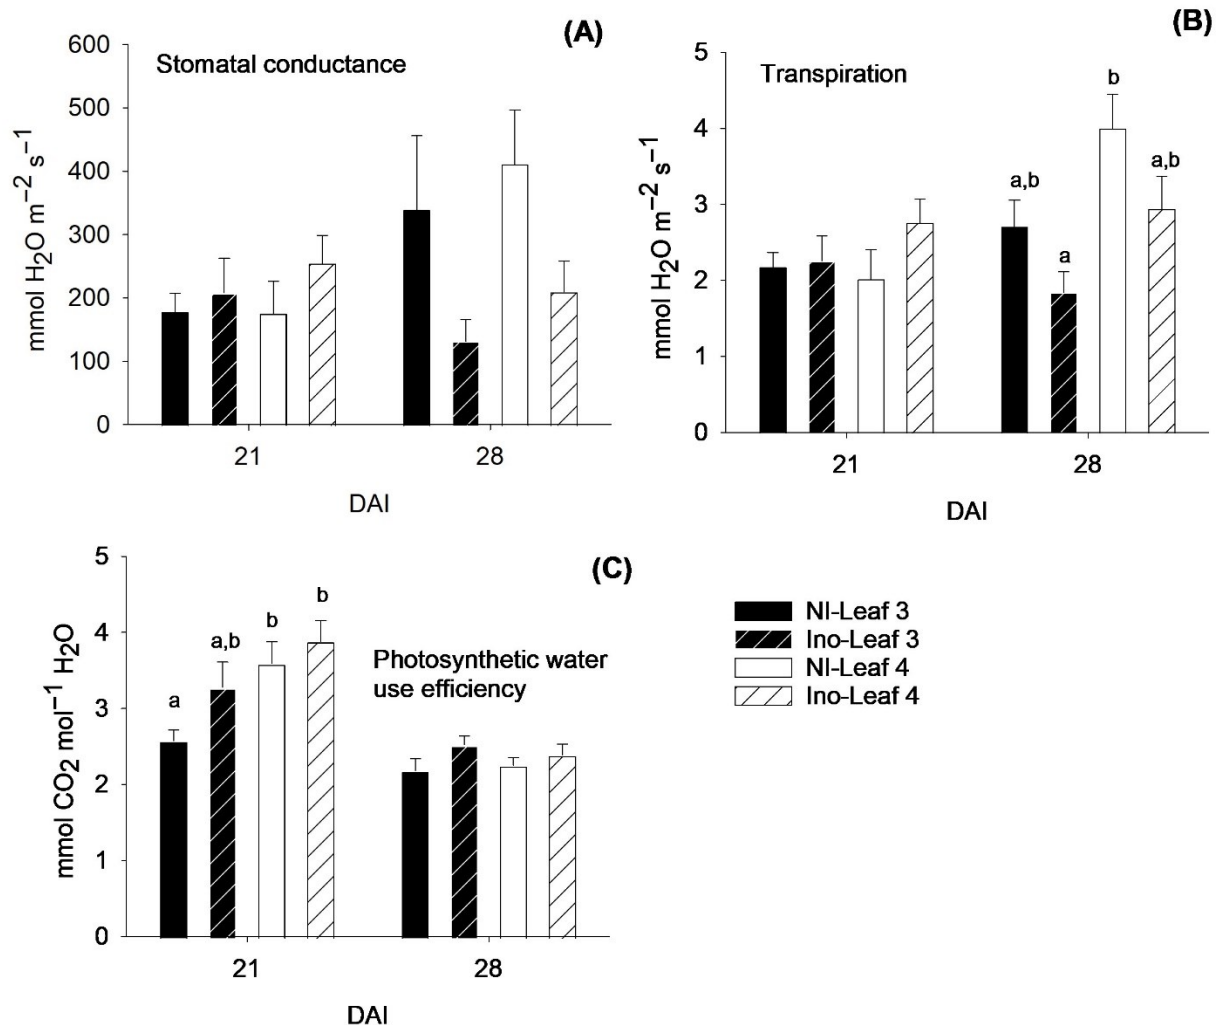 (A)
Stomatal conductance
600
500
400
300
200
100
0
mmol H₂O m⁻² s⁻¹
21
28
DAI
(B)
Transpiration
5
4
3
2
1
0
mmol H₂O m⁻² s⁻¹
a,b
a
b
a,b
21
28
DAI
(C)
Photosynthetic water
use efficiency
5
4
3
2
1
0
mmol CO₂ mol⁻¹ H₂O
a
a,b
b
b
21
28
DAI
NI-Leaf 3
Ino-Leaf 3
NI-Leaf 4
Ino-Leaf 4